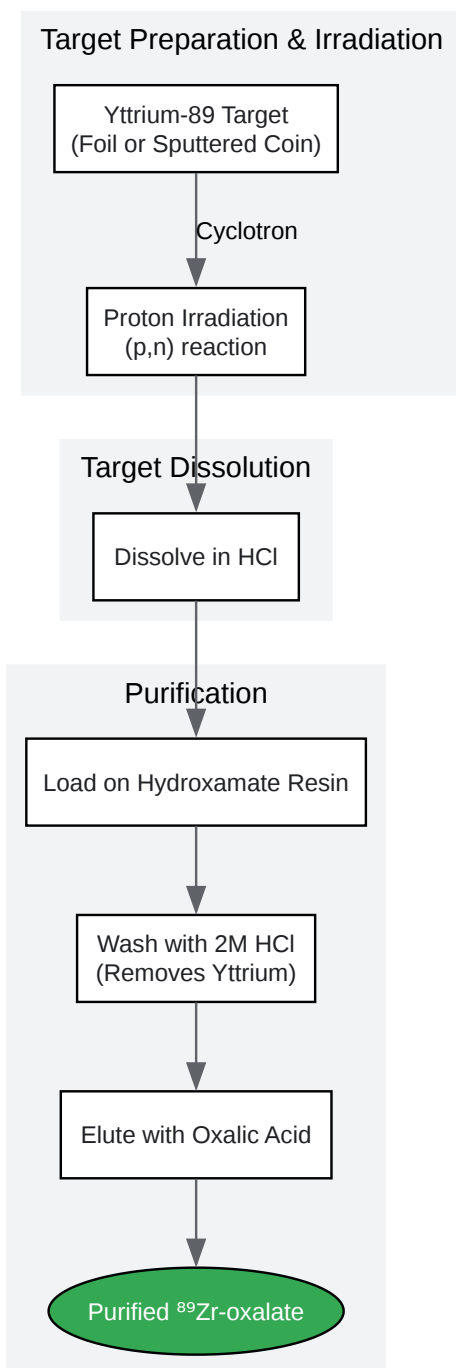 Target Preparation & Irradiation
Yttrium-89 Target
(Foil or Sputtered Coin)
Cyclotron
Proton Irradiation
(p,n) reaction
Target Dissolution
Dissolve in HCl
Purification
Load on Hydroxamate Resin
Wash with 2M HCl
(Removes Yttrium)
Elute with Oxalic Acid
Purified ⁸⁹Zr-oxalate